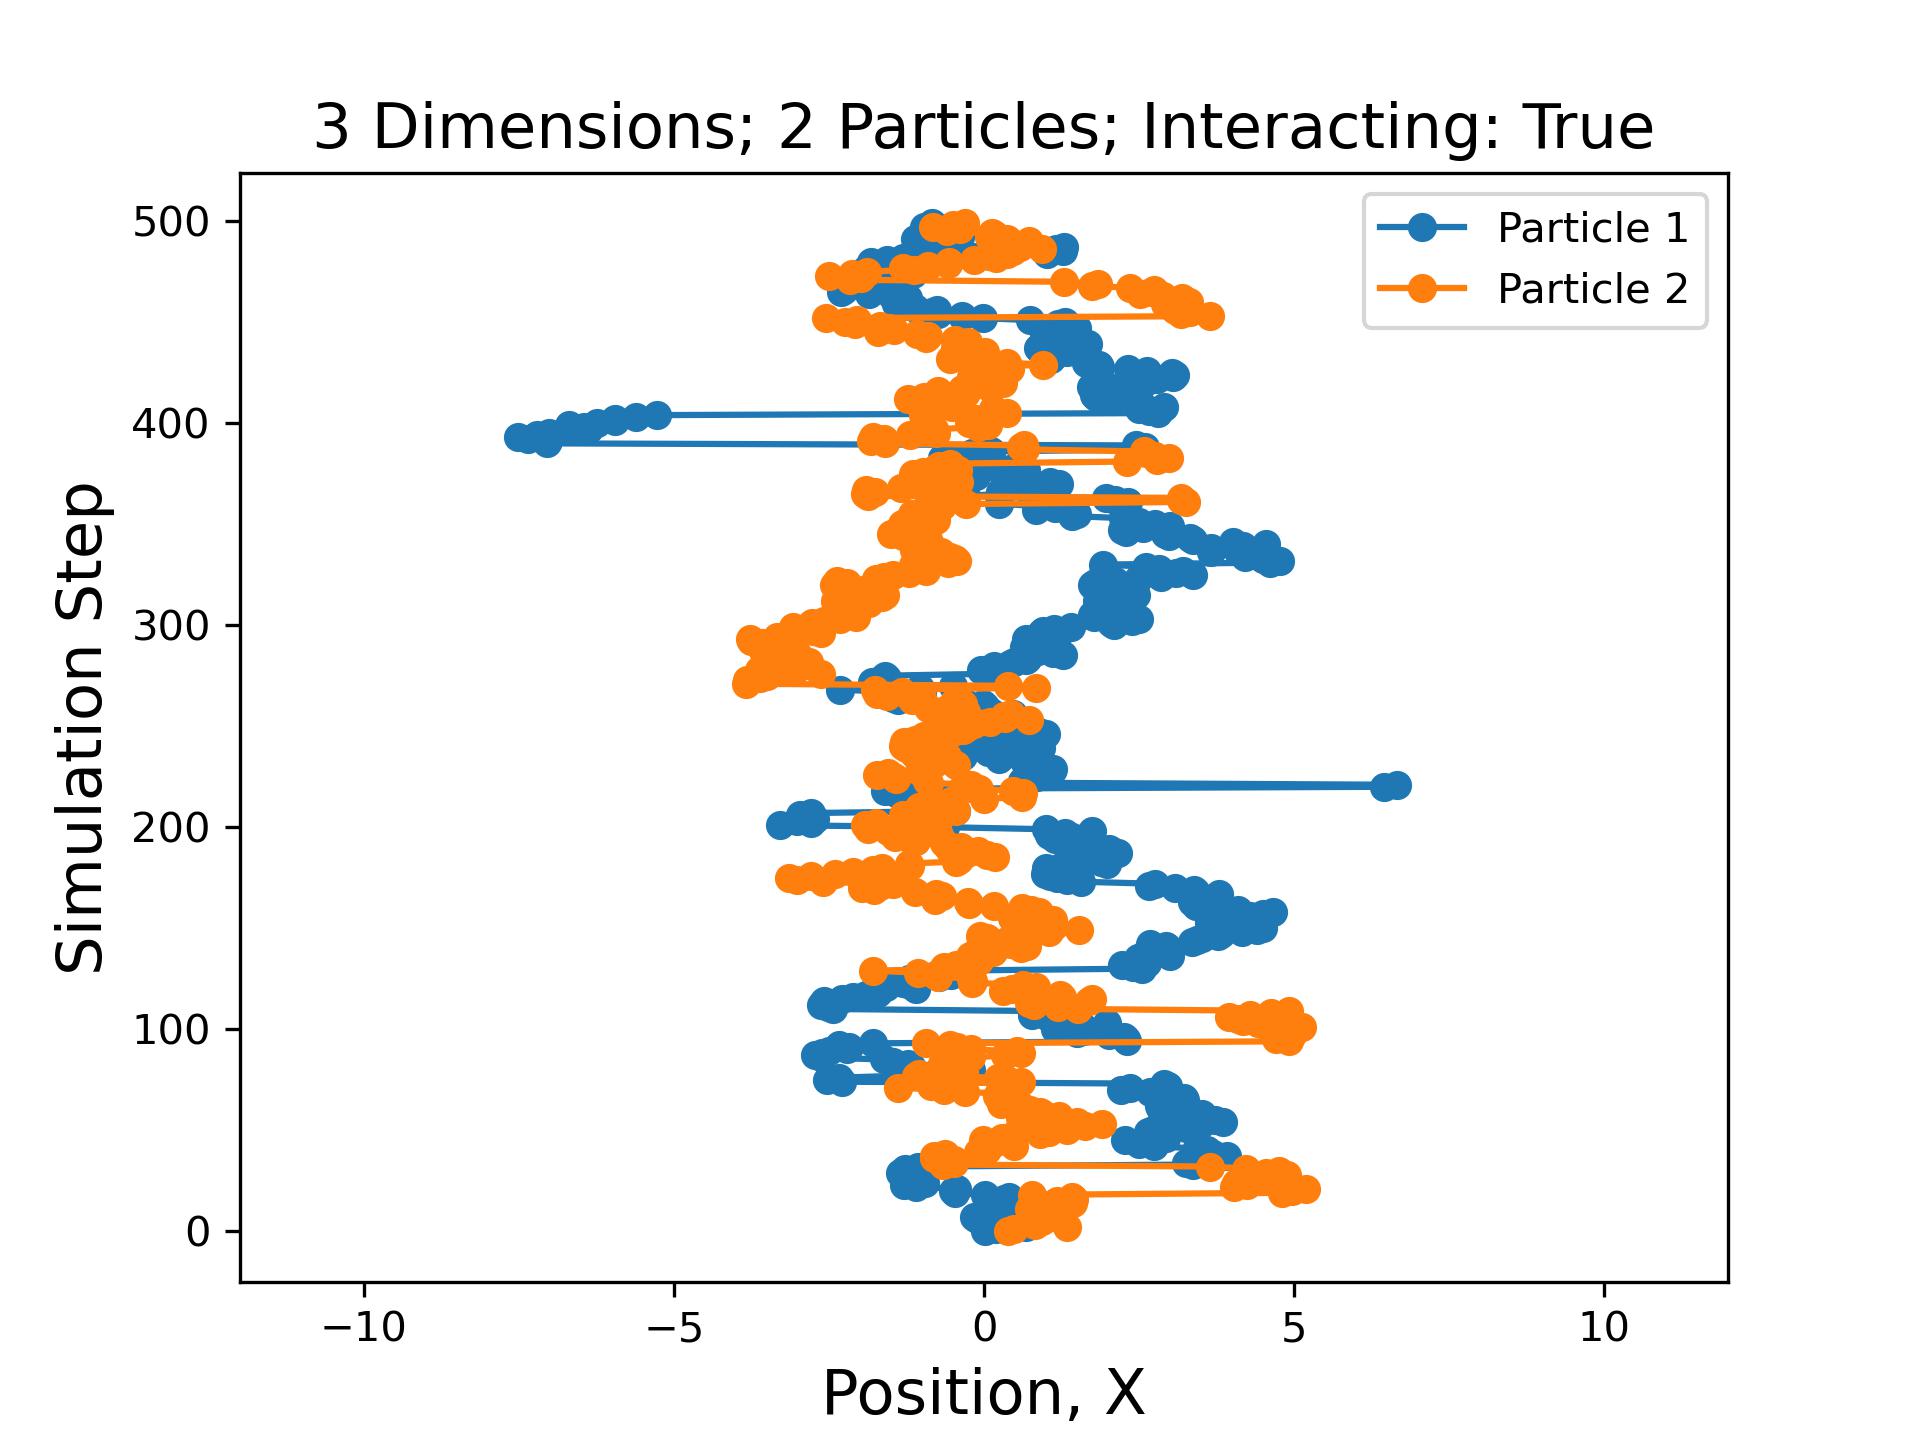 3 Dimensions; 2 Particles; Interacting: True
Particle 1
Particle 2
Simulation Step
500
400
300
200
100
0
−10 −5 0 5 10
Position, X